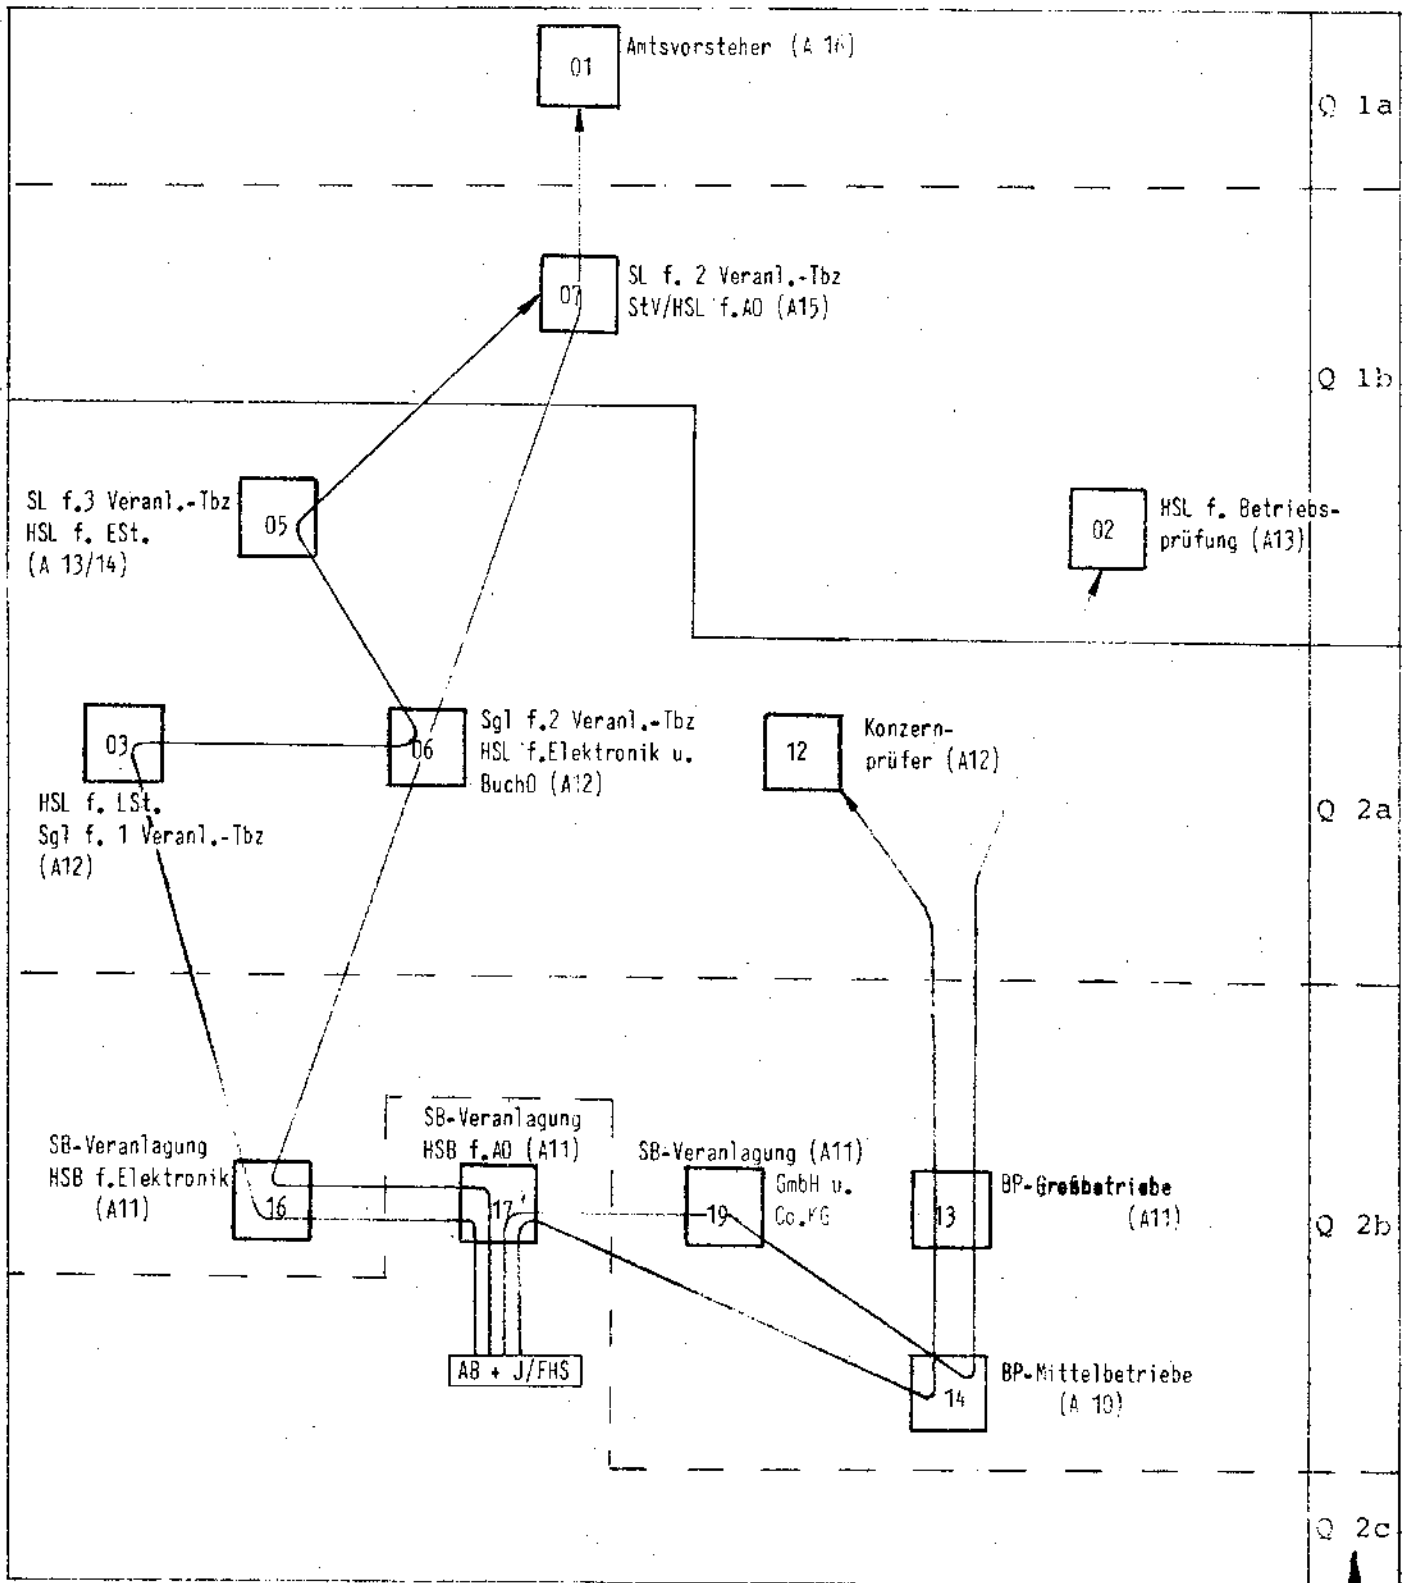 01
Amtsvorsteher (A 16)
Q 1a
07
SL f. 2 Veranl.-Tbz
StV/HSL f.AO (A15)
Q 1b
SL f.3 Veranl.-Tbz
HSL f. ESt.
(A 13/14)
05
02
HSL f. Betriebs-
prüfung (A13)
03
HSL f. LSt.
Sgl f. 1 Veranl.-Tbz
(A12)
06
Sgl f.2 Veranl.-Tbz
HSL f.Elektronik u.
BuchO (A12)
12
Konzern-
prüfer (A12)
Q 2a
SB-Veranlagung
HSB f.Elektronik
(A11)
16
SB-Veranlagung
HSB f.AO (A11)
17
SB-Veranlagung (A11)
GmbH u.
Co.KG
19
13
BP-Großbetriebe
(A11)
Q 2b
AB + J/FHS
14
BP-Mittelbetriebe
(A 10)
Q 2c